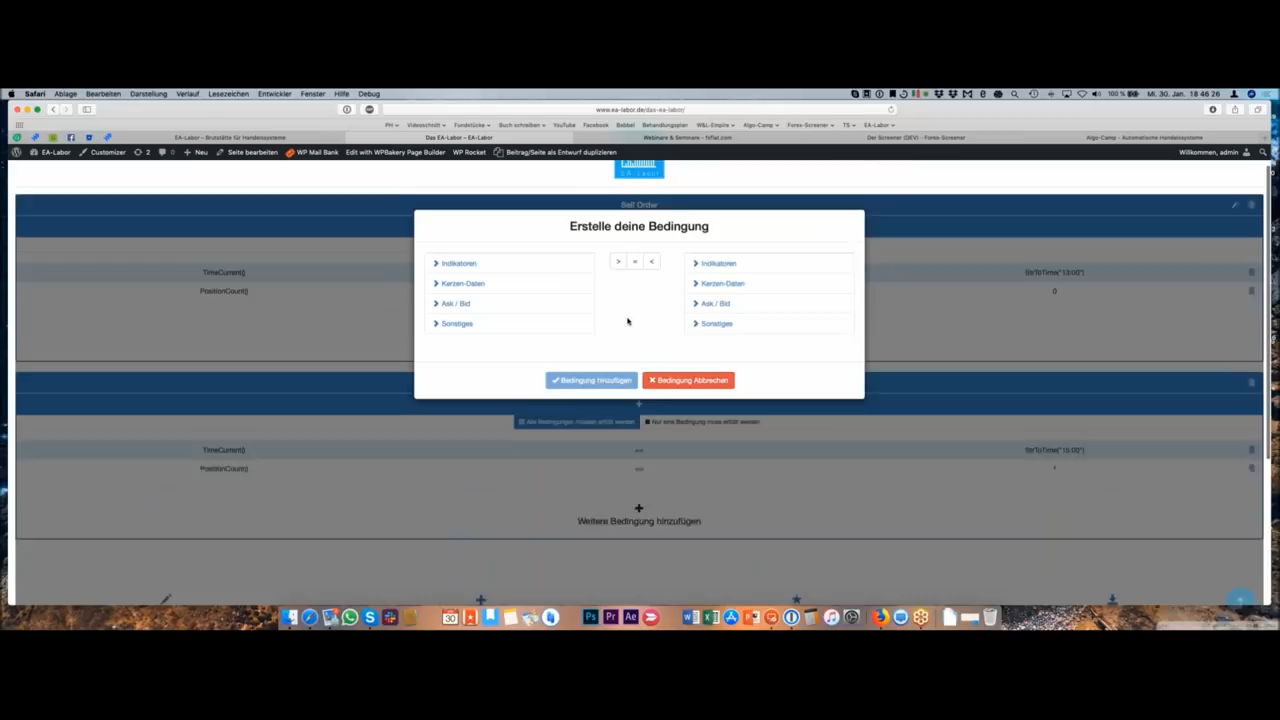 Safari Ablage Bearbeiten Darstellung Verlauf Lesezeichen Entwickler Fenster Hilfe Debug 100 % Mi. 30. Jan. 18 46 26
www.ea-labor.de/das-ea-labor/
PH Videoschnitt Fundstücke Buch schreiben YouTube Facebook Babbel Behandlungsplan W&L-Empire Algo-Camp Forex-Screener TS EA-Labor
EA-Labor – Brutstätte für Handelssysteme Das EA-Labor – EA-Labor Webinare & Seminare – fxflat.com Der Screener (DEV) - Forex-Screener Algo-Camp - Automatische Handelssysteme
EA-Labor Customizer 2 0 Neu Seite bearbeiten WP Mail Bank Edit with WPBakery Page Builder WP Rocket Beitrag/Seite als Entwurf duplizieren Willkommen, admin
EA.Labor
Sell Order
Erstelle deine Bedingung
Indikatoren > = < Indikatoren
Kerzen-Daten Kerzen-Daten
Ask / Bid Ask / Bid
Sonstiges Sonstiges
TimeCurrent() StrToTime("13:00")
PositionCount() 0
Bedingung hinzufügen Bedingung Abbrechen
Alle Bedingungen müssen erfüllt werden Nur eine Bedingung muss erfüllt werden
TimeCurrent() == StrToTime("15:00")
PositionCount() ==
Weitere Bedingung hinzufügen